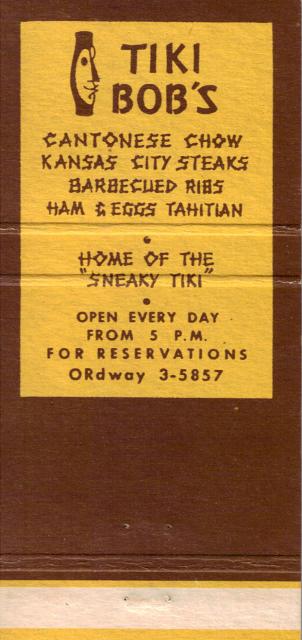 TIKI
BOB'S
CANTONESE CHOW
KANSAS CITY STEAKS
BARBECUED RIBS
HAM & EGGS TAHITIAN
HOME OF THE
"SNEAKY TIKI"
OPEN EVERY DAY
FROM 5 P.M.
FOR RESERVATIONS
ORdway 3-5857